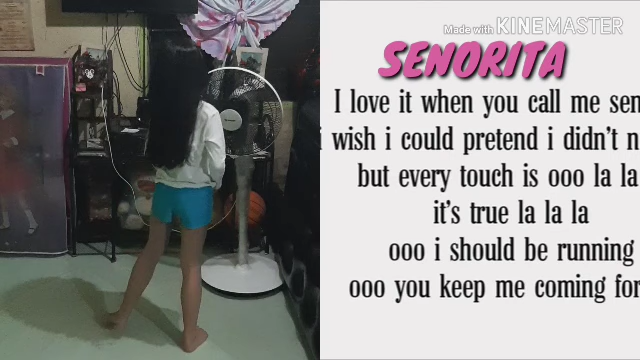 Made with KINEMASTER
SENORITA
I love it when you call me sen
i wish i could pretend i didn't n
but every touch is ooo la la
it's true la la la
ooo i should be running
ooo you keep me coming for